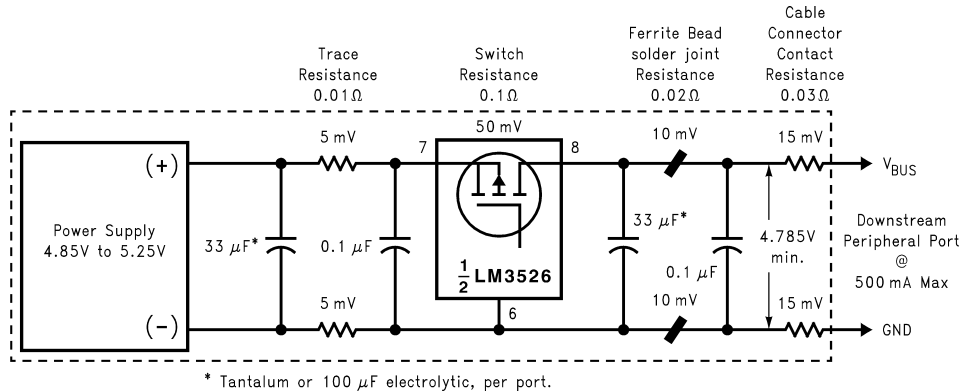 Trace
Resistance
0.01Ω
Switch
Resistance
0.1Ω
Ferrite Bead
solder joint
Resistance
0.02Ω
Cable
Connector
Contact
Resistance
0.03Ω
5 mV
50 mV
10 mV
15 mV
(+)
7
8
VBUS
Power Supply
4.85V to 5.25V
33 μF*
0.1 μF
33 μF*
0.1 μF
4.785V
min.
Downstream
Peripheral Port
@
500 mA Max
1/2 LM3526
(-)
5 mV
6
10 mV
15 mV
GND
* Tantalum or 100 μF electrolytic, per port.